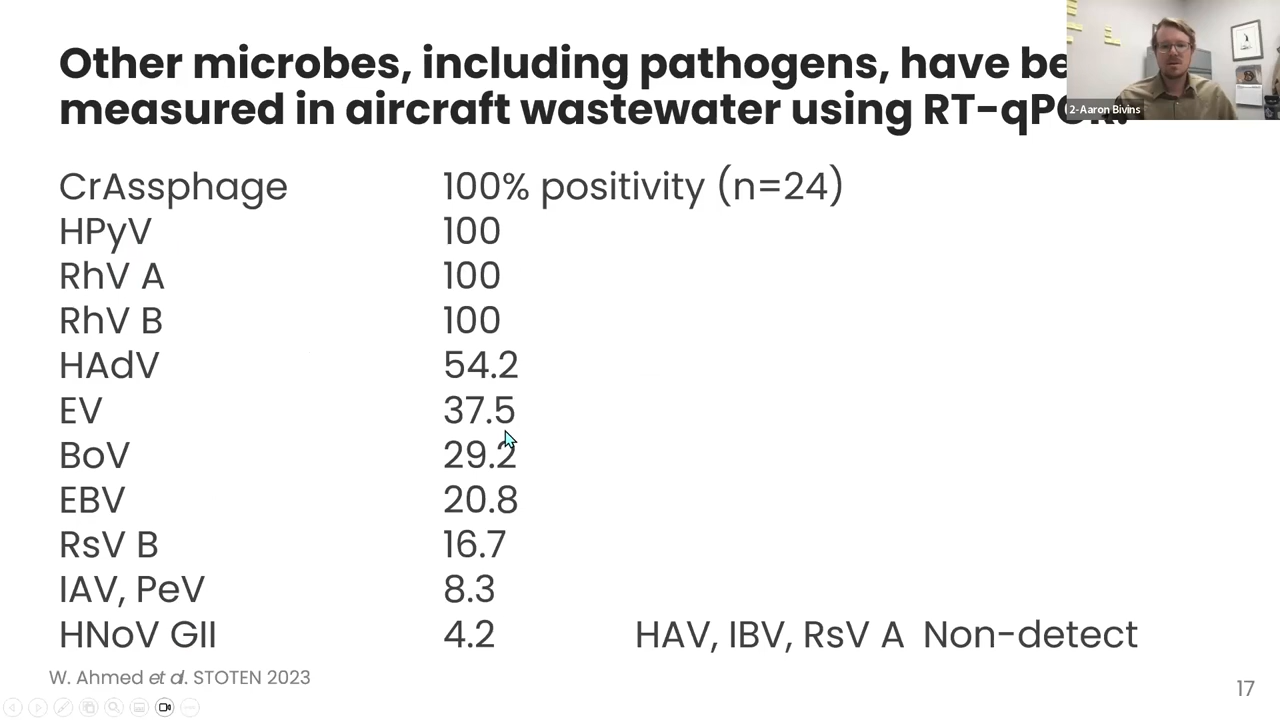 Other microbes, including pathogens, have be
measured in aircraft wastewater using RT-qPCR.
2-Aaron Bivins
CrAssphage 100% positivity (n=24)
HPyV 100
RhV A 100
RhV B 100
HAdV 54.2
EV 37.5
BoV 29.2
EBV 20.8
RsV B 16.7
IAV, PeV 8.3
HNoV GII 4.2 HAV, IBV, RsV A Non-detect
W. Ahmed et al. STOTEN 2023
17